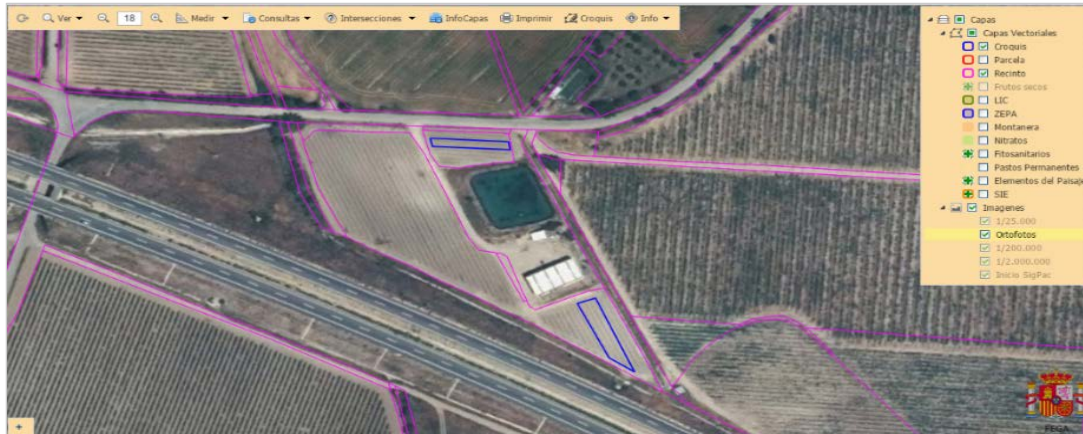 Ver 18 Medir Consultas Intersecciones InfoCapas Imprimir Croquis Info
Capas
Capas Vectoriales
Croquis
Parcela
Recinto
Frutos secos
LIC
ZEPA
Montanera
Nitratos
Fitosanitarios
Pastos Permanentes
Elementos del Paisaje
SIE
Imagenes
1/25.000
Ortofotos
1/200.000
1/2.000.000
Inicio SigPac
FEGA
+